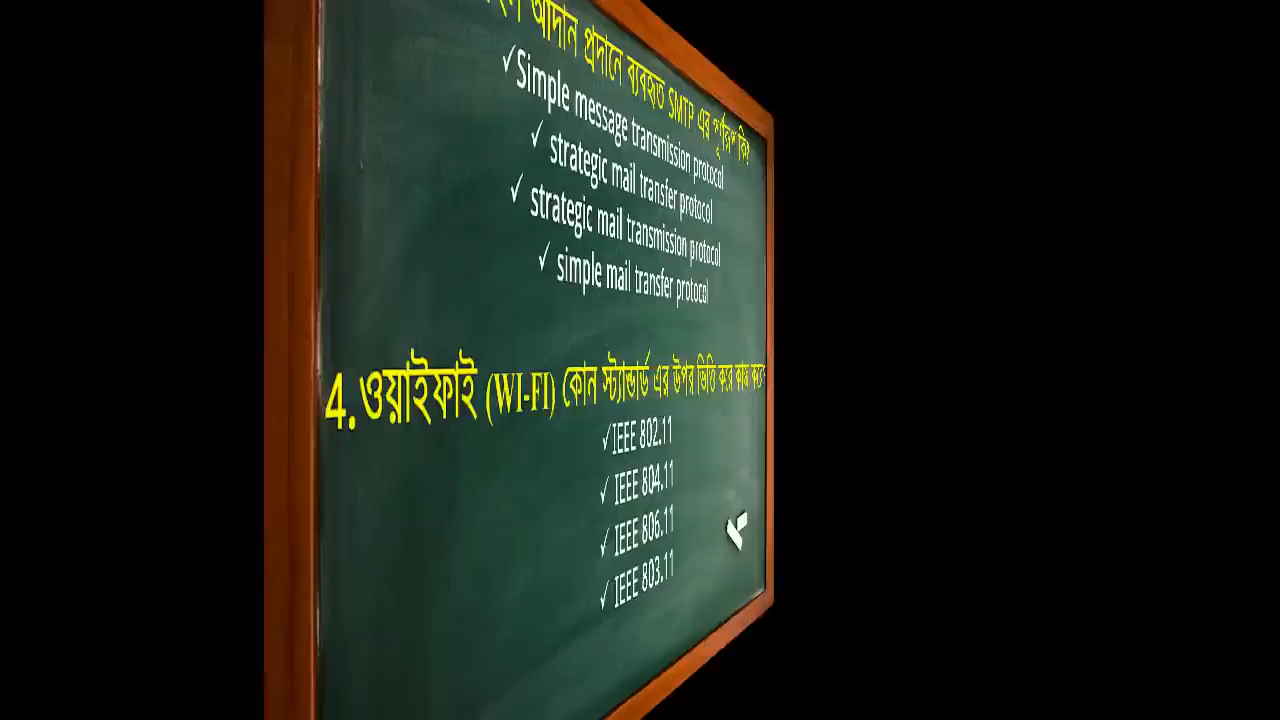 আদান প্রদানে ব্যবহৃত SMTP এর পূর্ণরূপ কি?
✓Simple message transmission protocol
✓ strategic mail transfer protocol
✓ strategic mail transmission protocol
✓ simple mail transfer protocol
4.ওয়াইফাই (WI-FI) কোন স্ট্যান্ডার্ড এর উপর ভিত্তি করে কাজ করে
✓IEEE 802.11
✓ IEEE 804.11
✓ IEEE 806.11
✓ IEEE 803.11